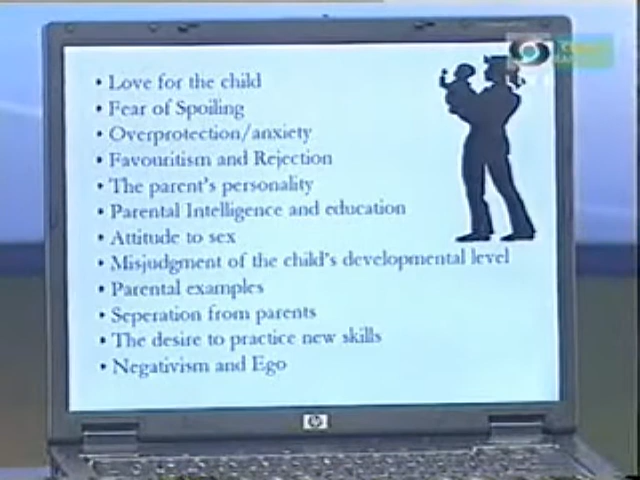 • Love for the child
• Fear of Spoiling
• Overprotection/anxiety
• Favouritism and Rejection
• The parent's personality
• Parental Intelligence and education
• Attitude to sex
• Misjudgment of the child's developmental level
• Parental examples
• Seperation from parents
• The desire to practice new skills
• Negativism and Ego
hp